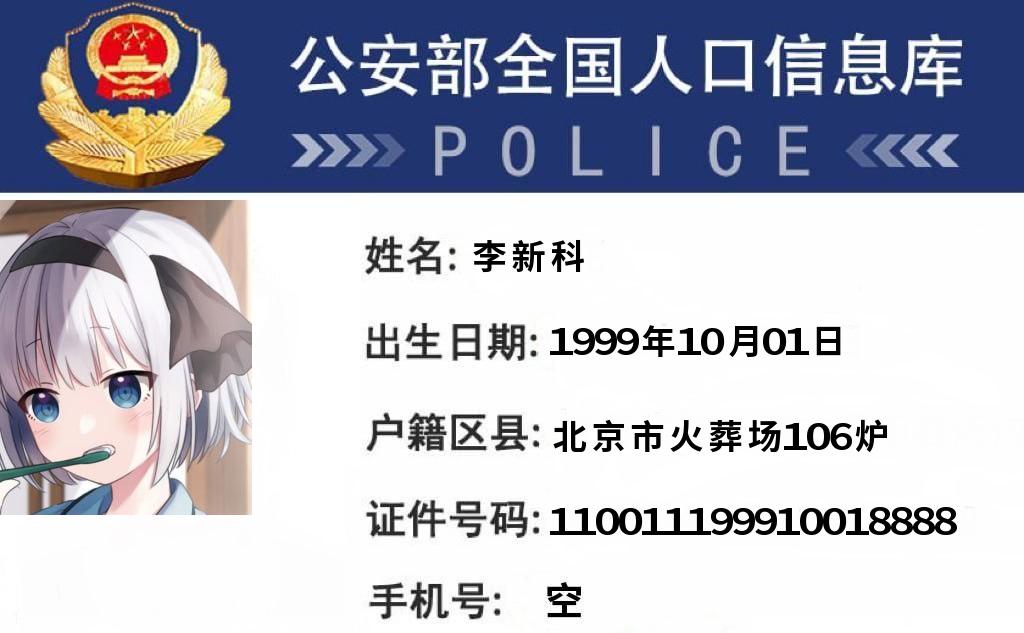 公安部全国人口信息库
POLICE
姓名: 李新科
出生日期: 1999年10月01日
户籍区县: 北京市火葬场106炉
证件号码: 110011199910018888
手机号: 空